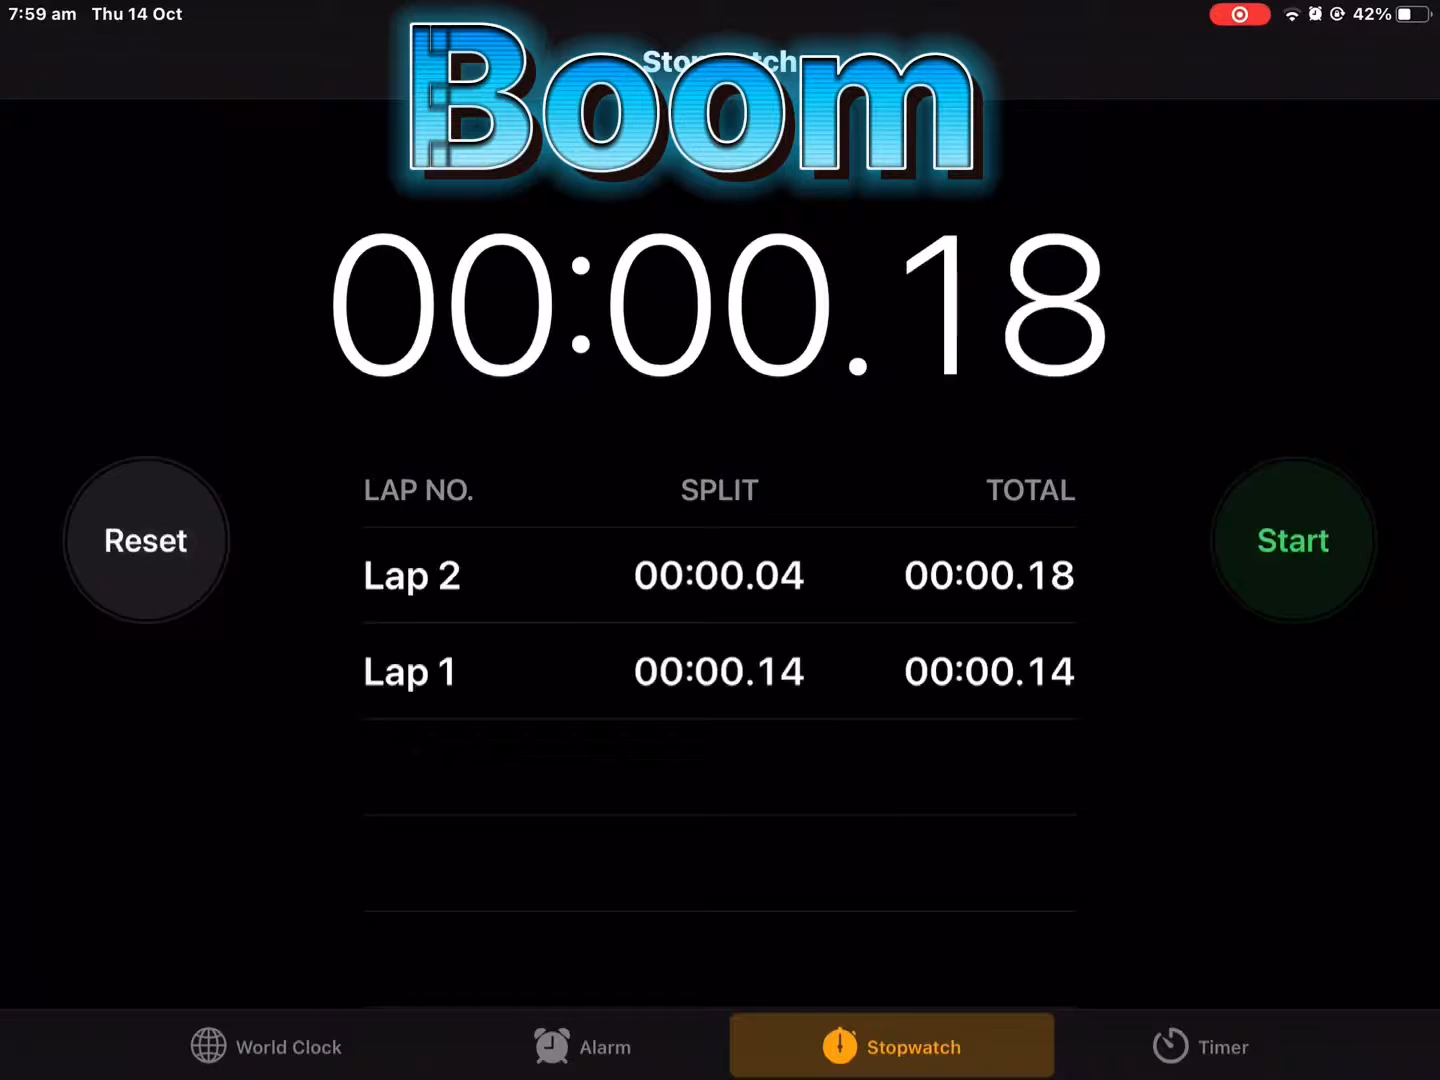 7:59 am Thu 14 Oct 42%
Stopwatch
Boom
00:00.18
LAP NO. SPLIT TOTAL
Reset Start
Lap 2 00:00.04 00:00.18
Lap 1 00:00.14 00:00.14
World Clock Alarm Stopwatch Timer